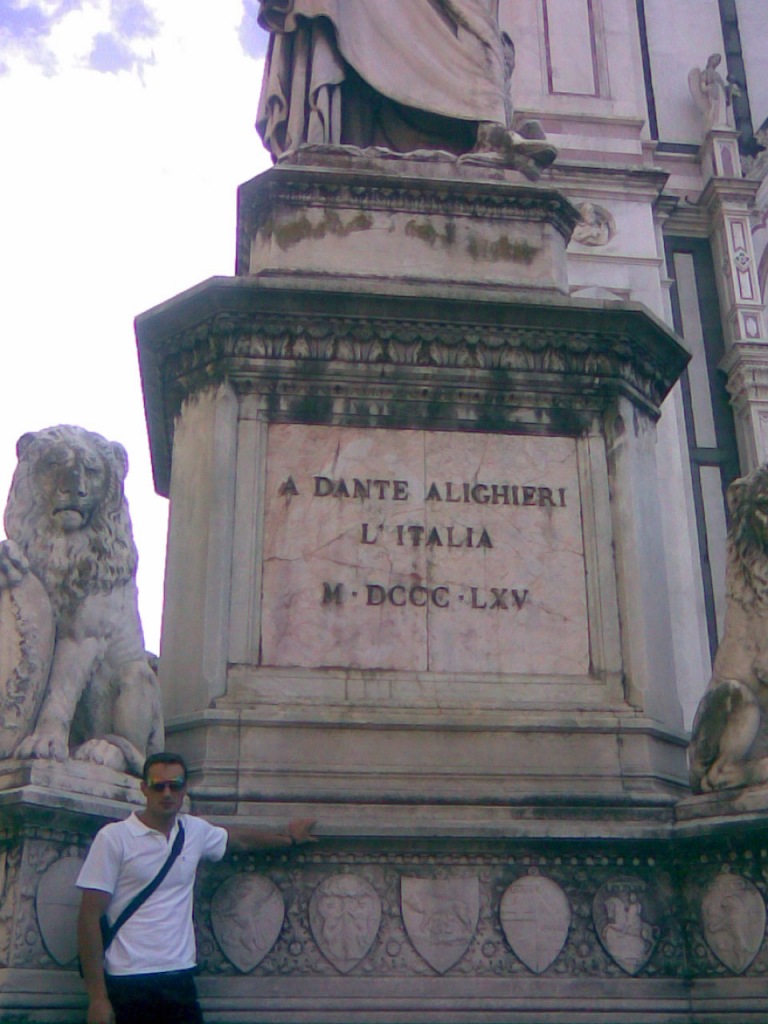 A DANTE ALIGHIERI
L'ITALIA
M · DCCC · LXV